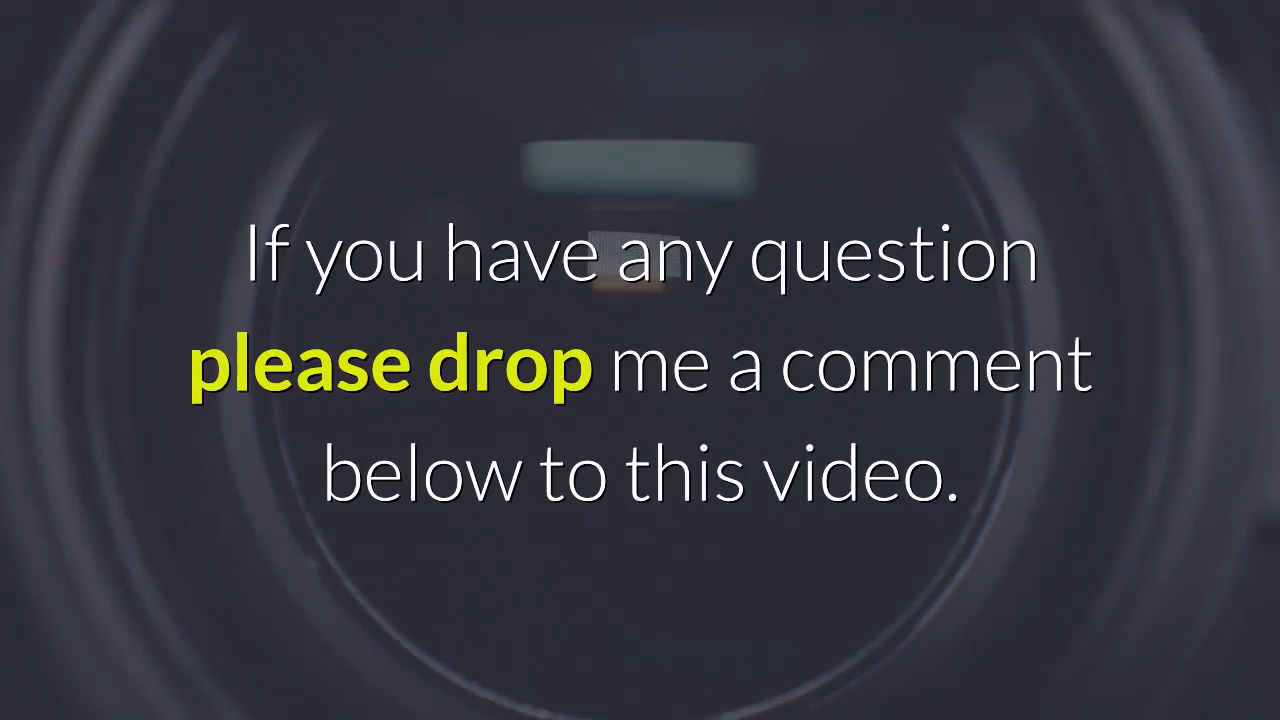 If you have any question
please drop me a comment
below to this video.